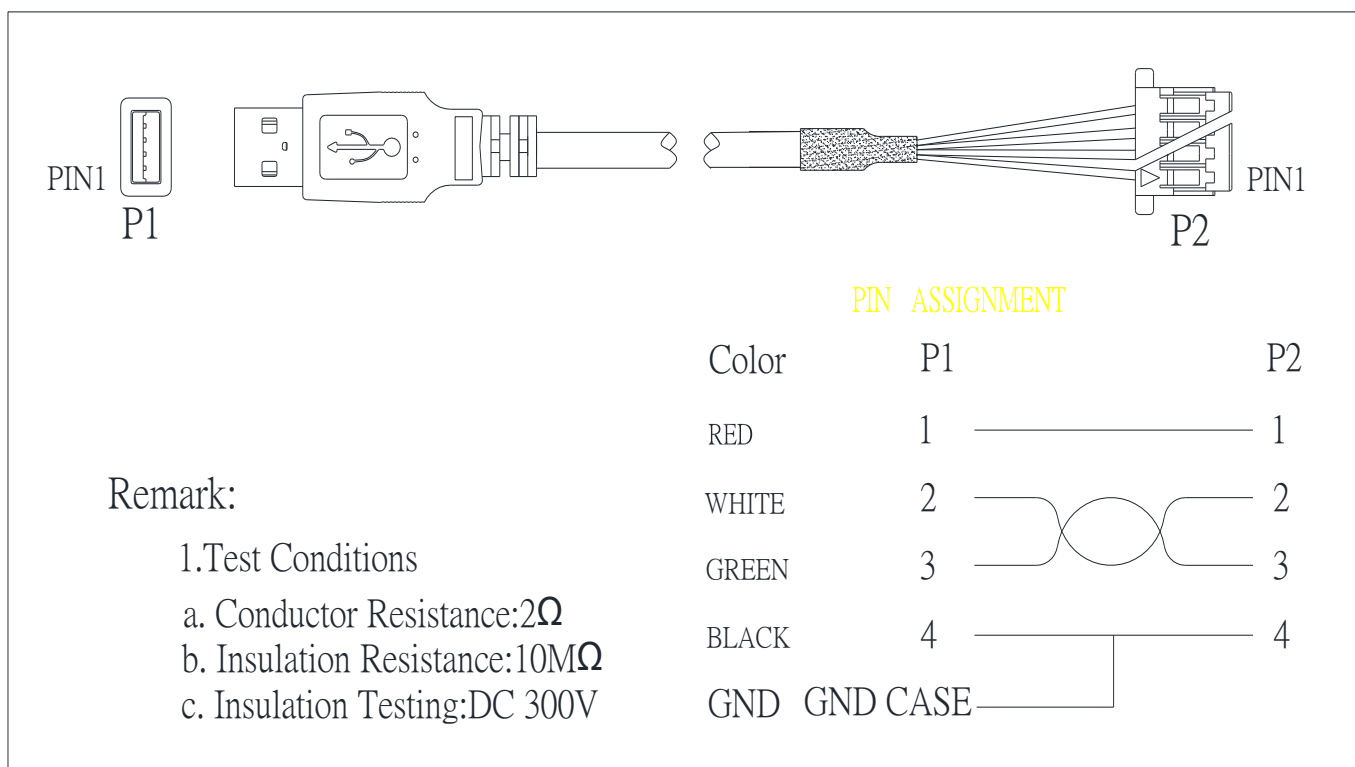 PIN1
P1
PIN1
P2
PIN ASSIGNMENT
Color P1 P2
RED 1 1
WHITE 2 2
GREEN 3 3
BLACK 4 4
GND GND CASE
Remark:
1.Test Conditions
a. Conductor Resistance:2Ω
b. Insulation Resistance:10MΩ
c. Insulation Testing:DC 300V